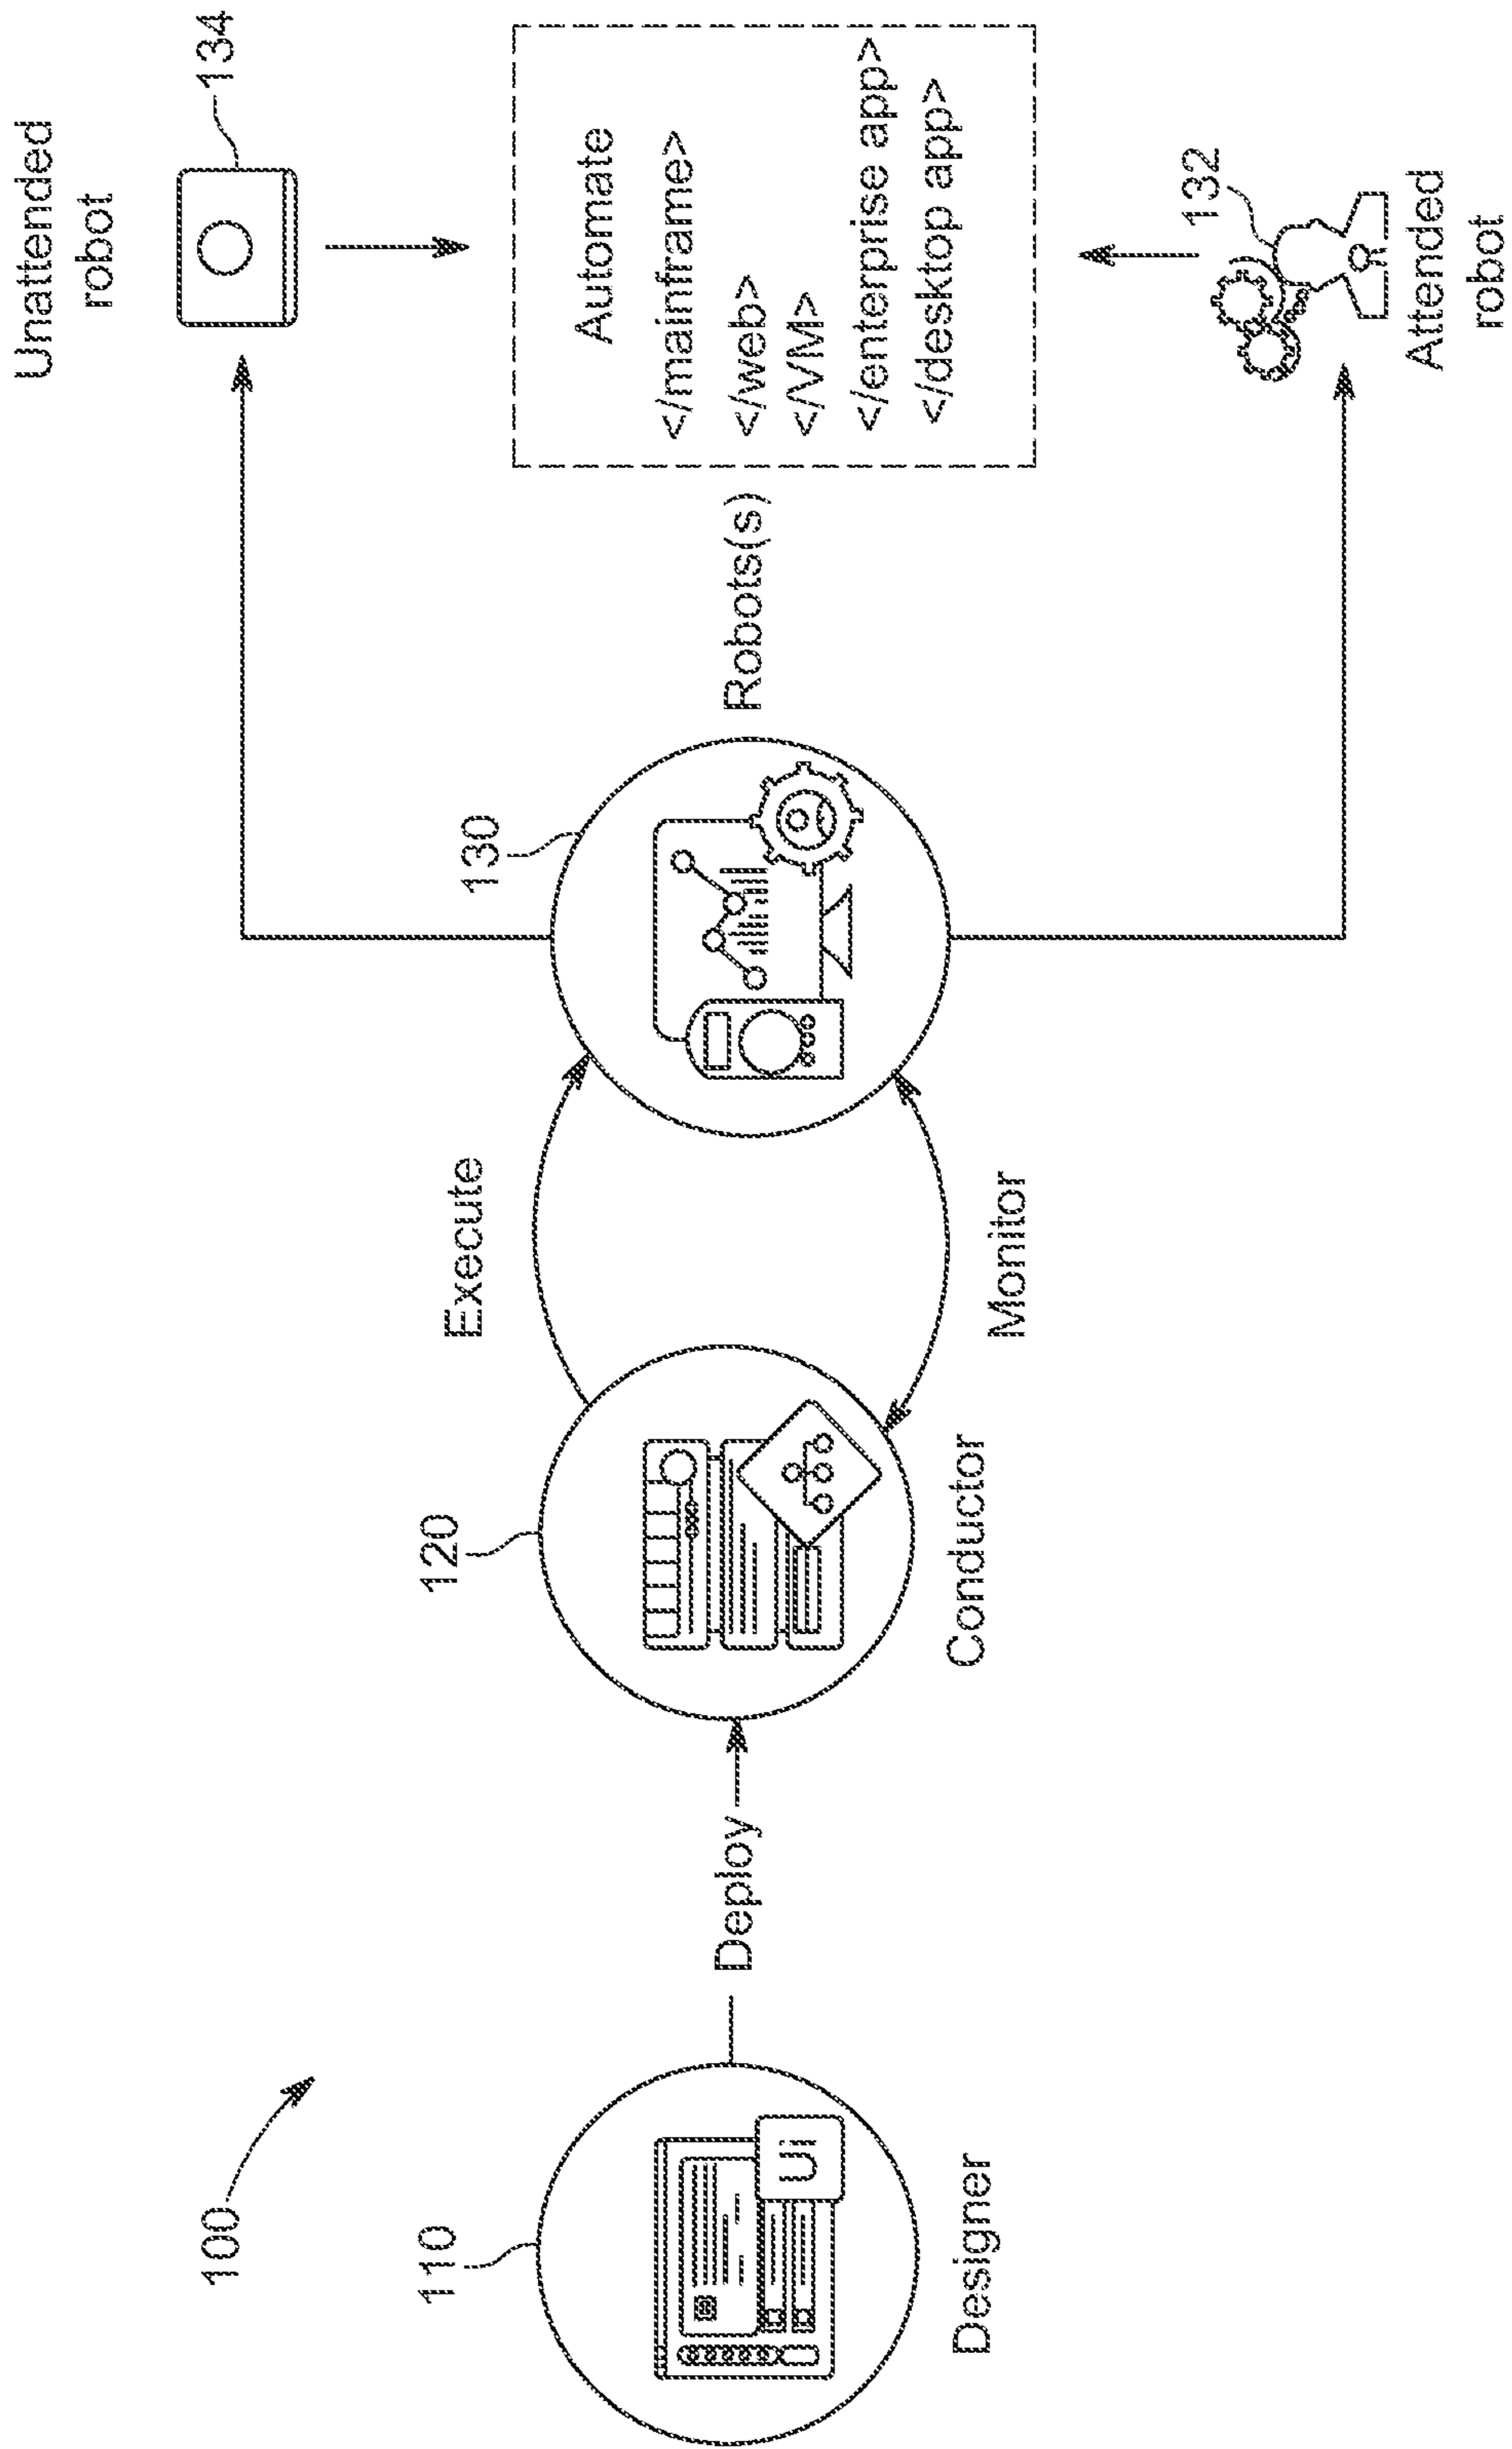 100
110
Ui
Designer
Deploy
120
Conductor
Execute
Monitor
130
Robots(s)
Unattended
robot
134
Automate
</mainframe>
</web>
</VM>
</enterprise app>
</desktop app>
132
Attended
robot